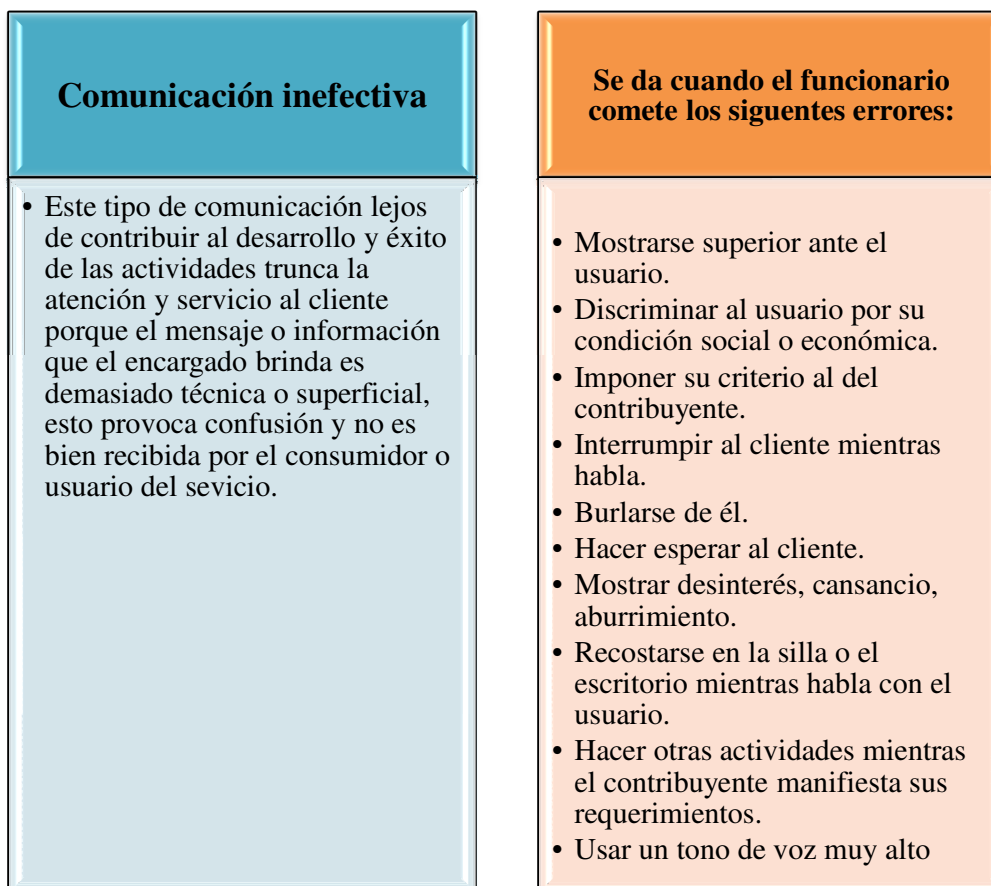 Comunicación inefectiva
• Este tipo de comunicación lejos
de contribuir al desarrollo y éxito
de las actividades trunca la
atención y servicio al cliente
porque el mensaje o información
que el encargado brinda es
demasiado técnica o superficial,
esto provoca confusión y no es
bien recibida por el consumidor o
usuario del sevicio.
Se da cuando el funcionario
comete los siguentes errores:
• Mostrarse superior ante el
usuario.
• Discriminar al usuario por su
condición social o económica.
• Imponer su criterio al del
contribuyente.
• Interrumpir al cliente mientras
habla.
• Burlarse de él.
• Hacer esperar al cliente.
• Mostrar desinterés, cansancio,
aburrimiento.
• Recostarse en la silla o el
escritorio mientras habla con el
usuario.
• Hacer otras actividades mientras
el contribuyente manifiesta sus
requerimientos.
• Usar un tono de voz muy alto